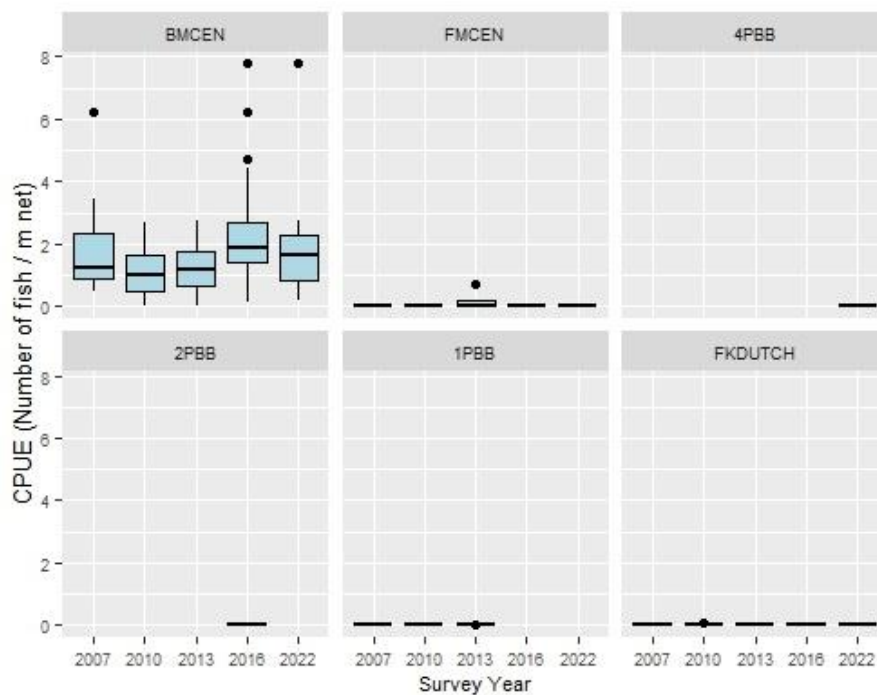 BMCEN FMCEN 4PBB
8
6
4
2
0
2PBB 1PBB FKDUTCH
8
6
4
2
0
CPUE (Number of fish / m net)
2007 2010 2013 2016 2022 2007 2010 2013 2016 2022 2007 2010 2013 2016 2022
Survey Year